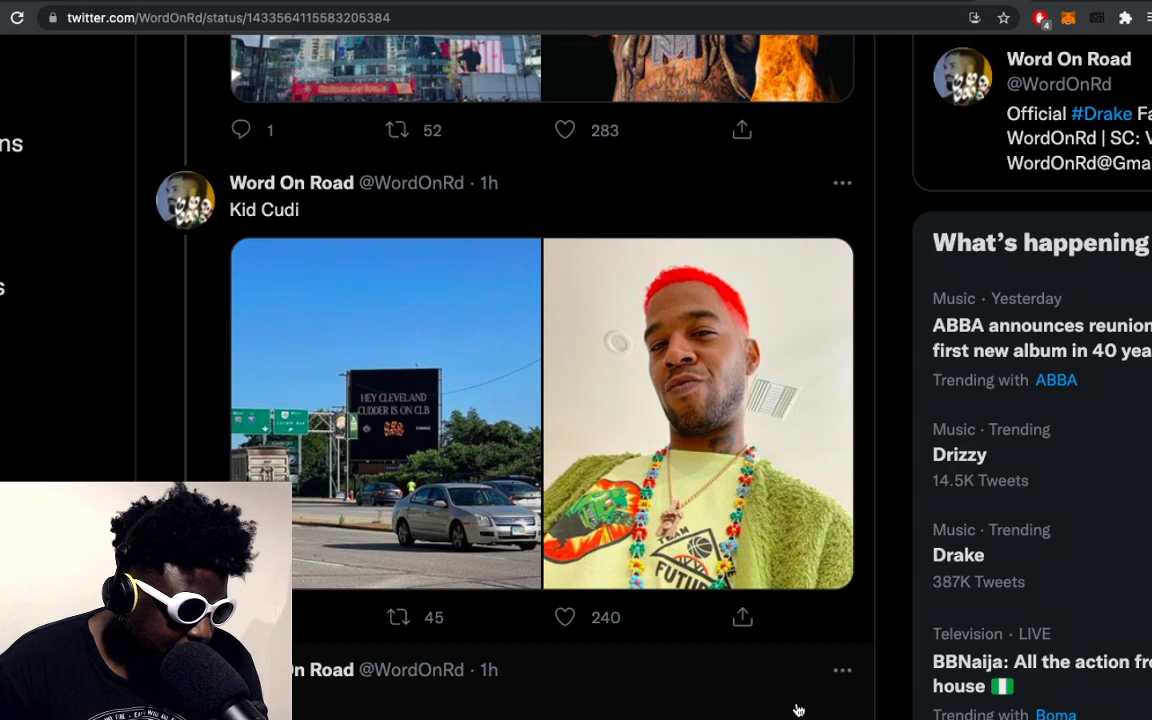 twitter.com/WordOnRd/status/1433564115583205384
4
Word On Road
@WordOnRd
Official #Drake Fa
WordOnRd | SC: V
WordOnRd@Gma
ns
s
1 52 283
Word On Road @WordOnRd · 1h
Kid Cudi
HEY CLEVELAND
CUDDER IS ON CLB
TEAM
FUTU
45 240
n Road @WordOnRd · 1h
What's happening
Music · Yesterday
ABBA announces reunion
first new album in 40 yea
Trending with ABBA
Music · Trending
Drizzy
14.5K Tweets
Music · Trending
Drake
387K Tweets
Television · LIVE
BBNaija: All the action fro
house
Trending with Boma